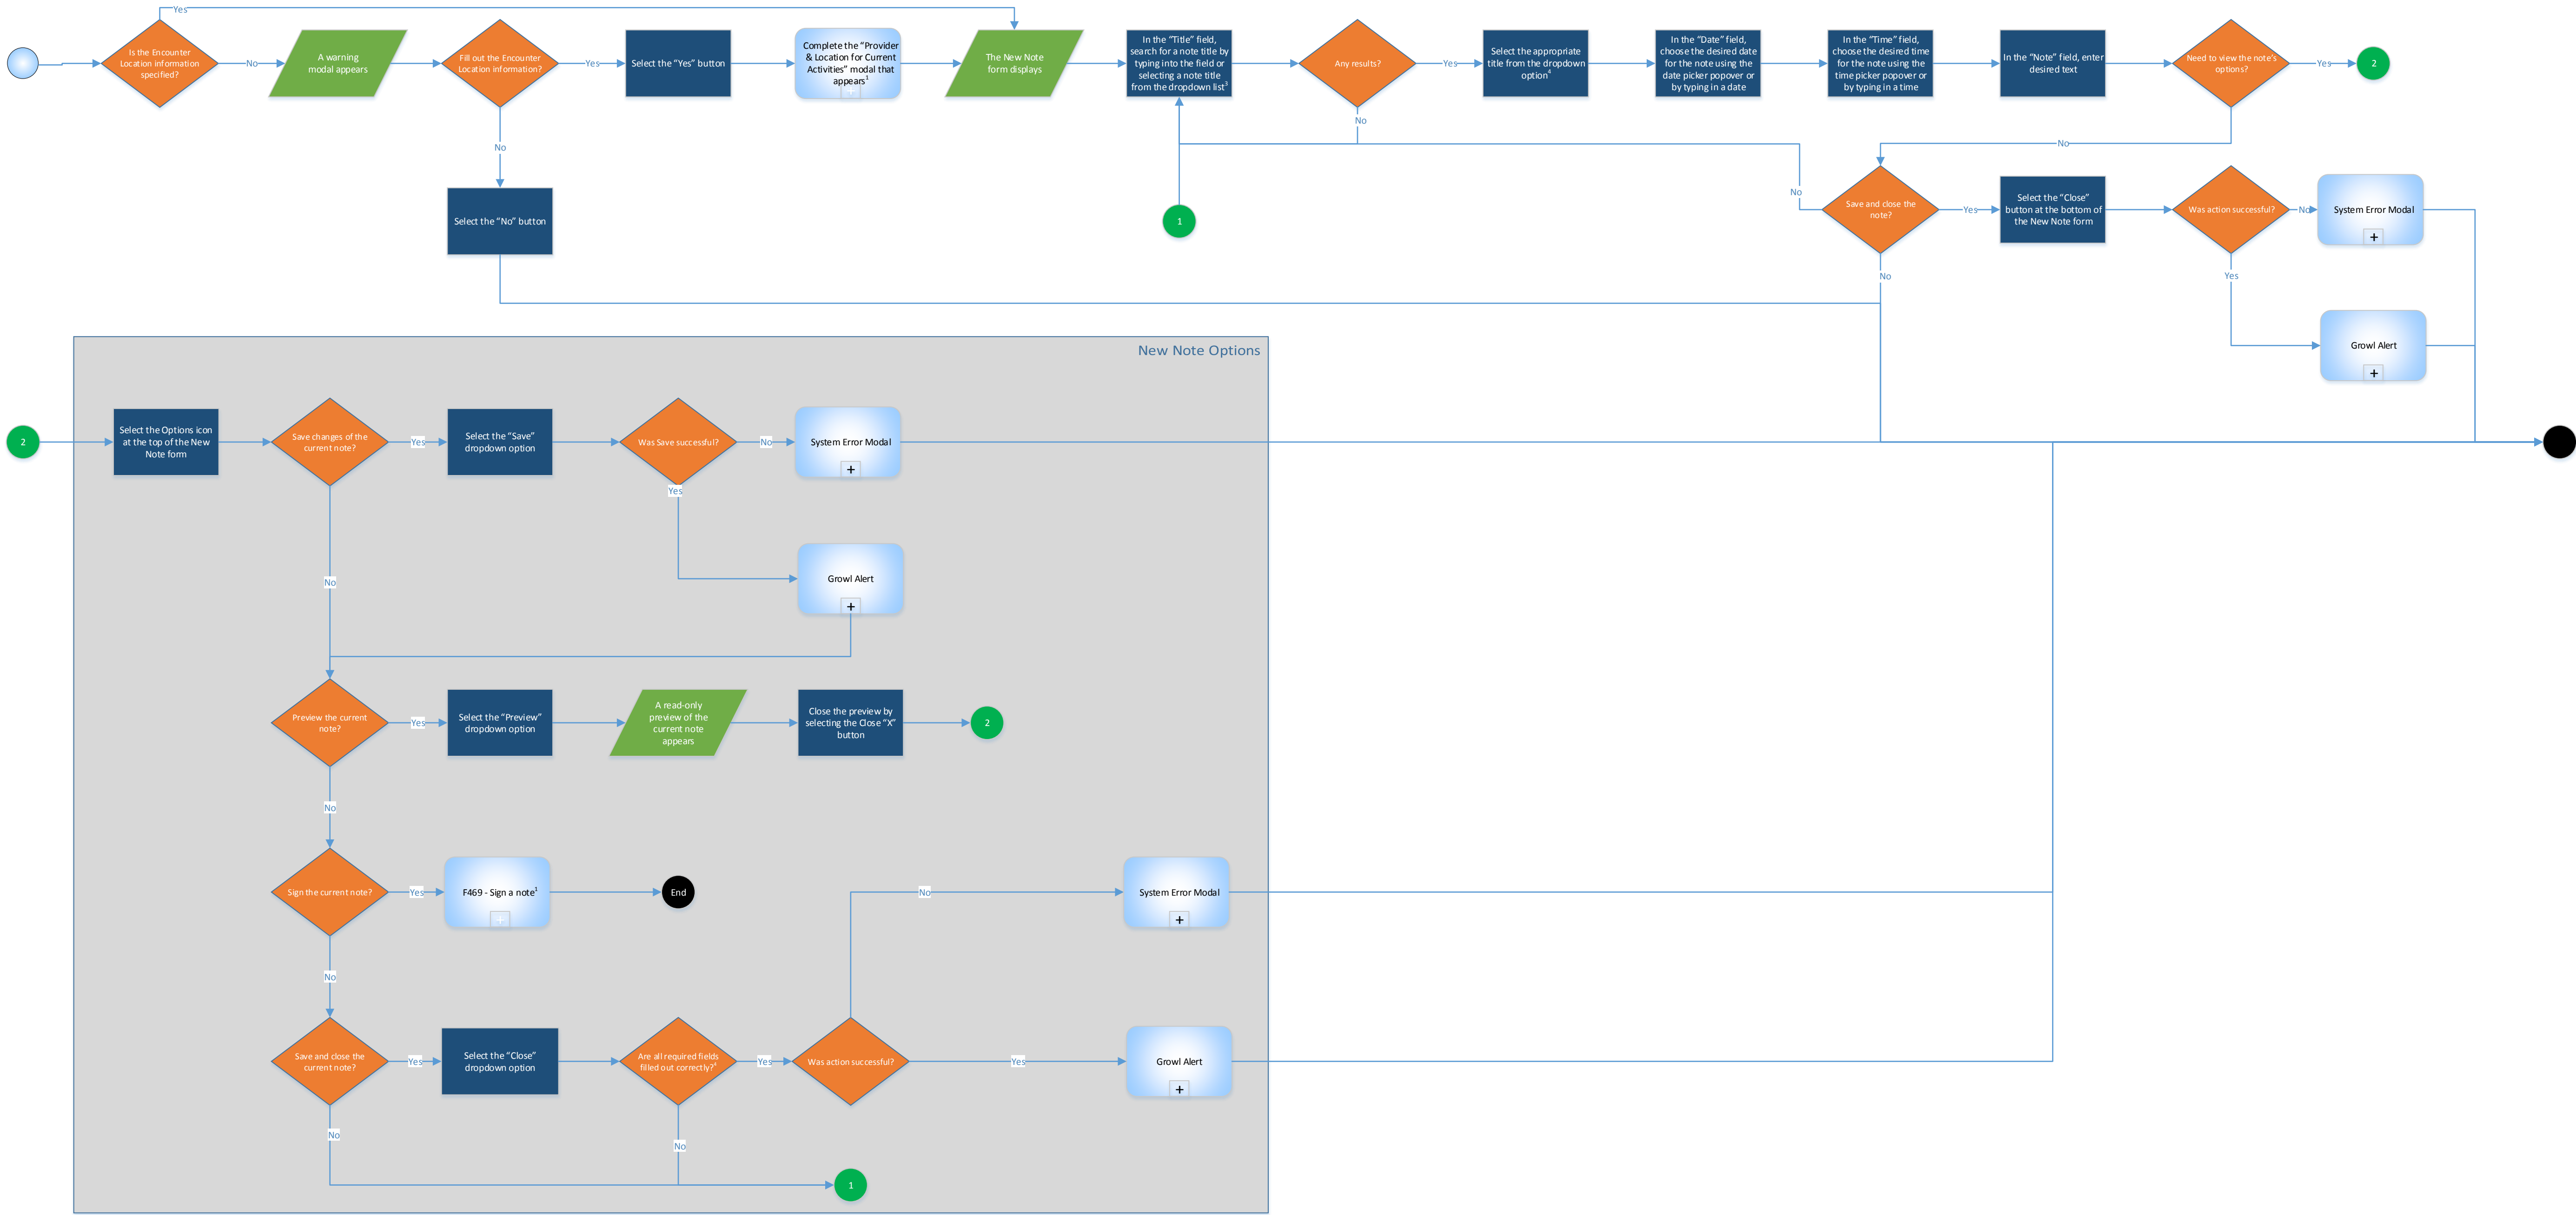 Yes
Is the Encounter
Location information
specified?
No
A warning
modal appears
Fill out the Encounter
Location information?
Yes
Select the "Yes" button
Complete the "Provider
& Location for Current
Activities" modal that
appears1
The New Note
form displays
In the "Title" field,
search for a note title by
typing into the field or
selecting a note title
from the dropdown list3
Any results?
Yes
Select the appropriate
title from the dropdown
option4
In the "Date" field,
choose the desired date
for the note using the
date picker popover or
by typing in a date
In the "Time" field,
choose the desired time
for the note using the
time picker popover or
by typing in a time
In the "Note" field, enter
desired text
Need to view the note's
options?
Yes
2
No
No
No
Select the "No" button
1
No
Save and close the
note?
Yes
Select the "Close"
button at the bottom of
the New Note form
Was action successful?
No
System Error Modal
+
No
Yes
Growl Alert
+
New Note Options
2
Select the Options icon
at the top of the New
Note form
Save changes of the
current note?
Yes
Select the "Save"
dropdown option
Was Save successful?
No
System Error Modal
+
Yes
No
Growl Alert
+
Preview the current
note?
Yes
Select the "Preview"
dropdown option
A read-only
preview of the
current note
appears
Close the preview by
selecting the Close "X"
button
2
No
Sign the current note?
Yes
F469 - Sign a note1
+
End
No
System Error Modal
+
No
Save and close the
current note?
Yes
Select the "Close"
dropdown option
Are all required fields
filled out correctly?
Yes
Was action successful?
Yes
Growl Alert
+
No
No
1